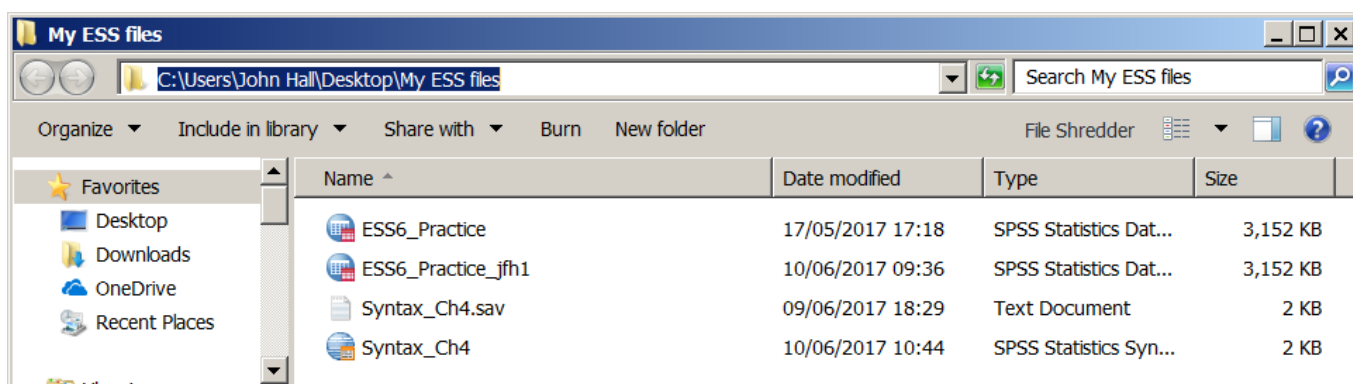 My ESS files
C:\Users\John Hall\Desktop\My ESS files
Search My ESS files
Organize Include in library Share with Burn New folder File Shredder
Favorites
Desktop
Downloads
OneDrive
Recent Places
Name Date modified Type Size
ESS6_Practice 17/05/2017 17:18 SPSS Statistics Dat... 3,152 KB
ESS6_Practice_jfh1 10/06/2017 09:36 SPSS Statistics Dat... 3,152 KB
Syntax_Ch4.sav 09/06/2017 18:29 Text Document 2 KB
Syntax_Ch4 10/06/2017 10:44 SPSS Statistics Syn... 2 KB